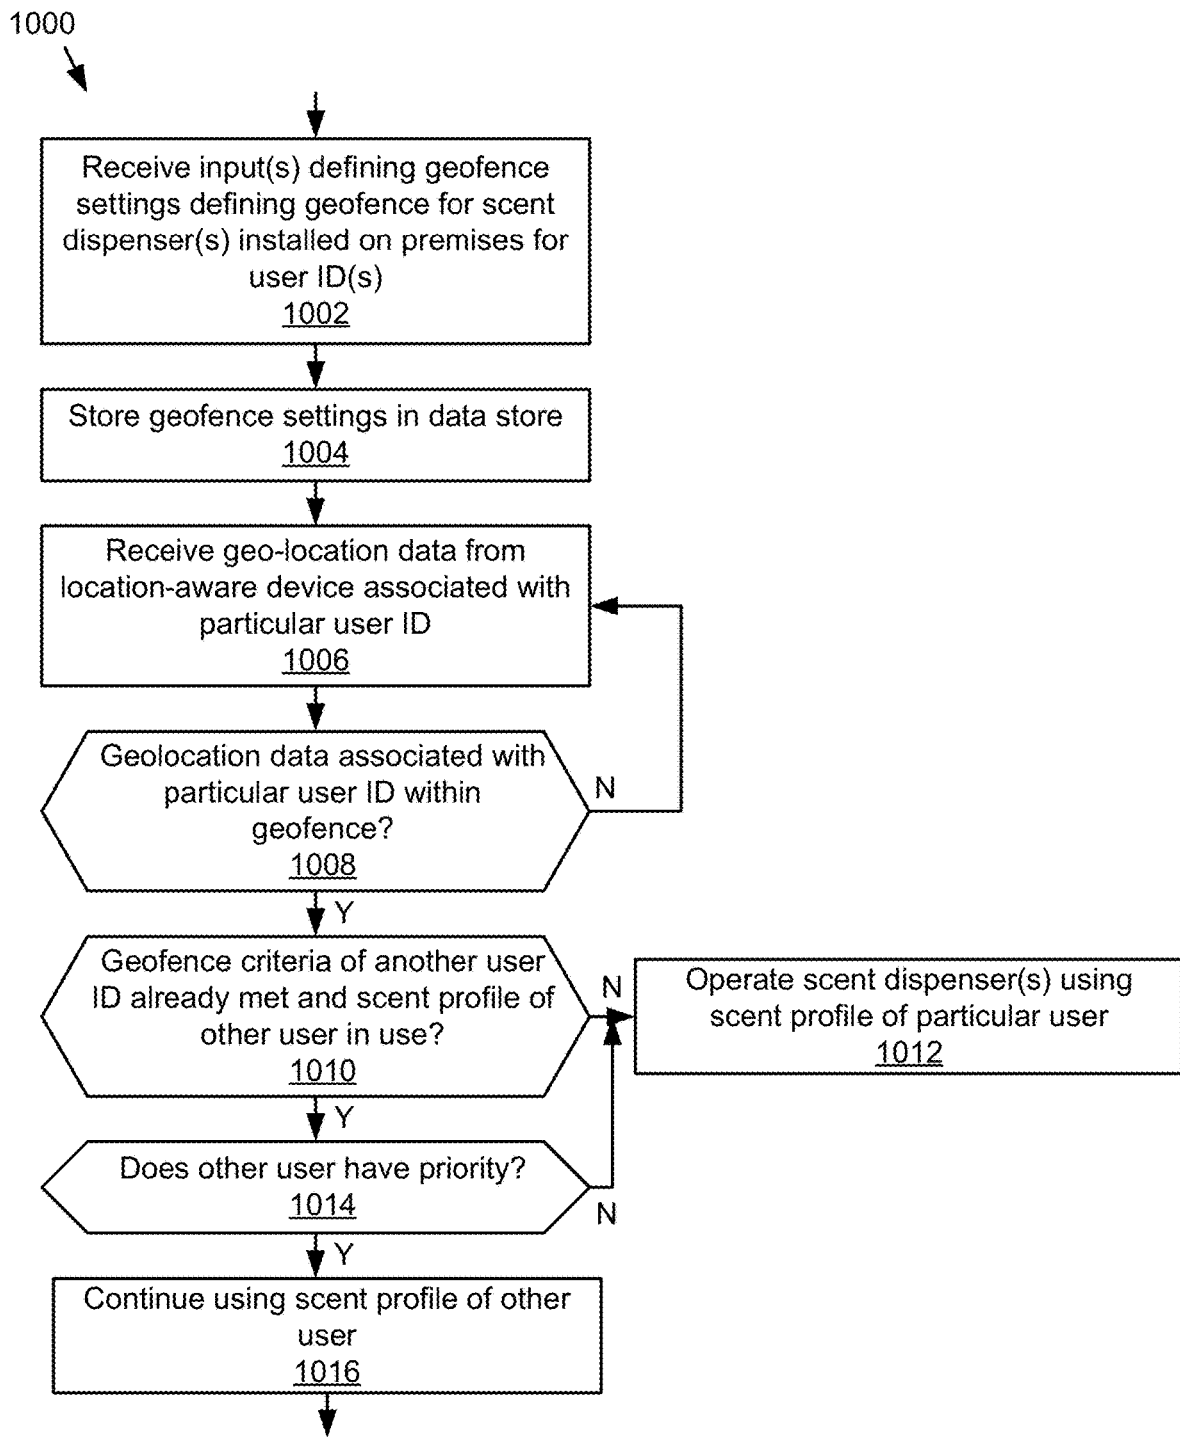 1000
Receive input(s) defining geofence
settings defining geofence for scent
dispenser(s) installed on premises for
user ID(s)
1002
Store geofence settings in data store
1004
Receive geo-location data from
location-aware device associated with
particular user ID
1006
Geolocation data associated with
particular user ID within
geofence?
1008
N
Y
Geofence criteria of another user
ID already met and scent profile of
other user in use?
1010
N
Operate scent dispenser(s) using
scent profile of particular user
1012
Y
Does other user have priority?
1014
N
Y
Continue using scent profile of other
user
1016